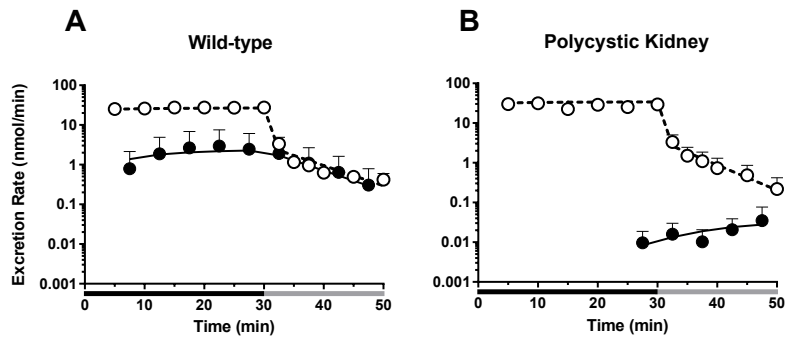 A
Wild-type
Excretion Rate (nmol/min)
100
10
1
0.1
0.01
0.001
0 10 20 30 40 50
Time (min)
B
Polycystic Kidney
100
10
1
0.1
0.01
0.001
0 10 20 30 40 50
Time (min)